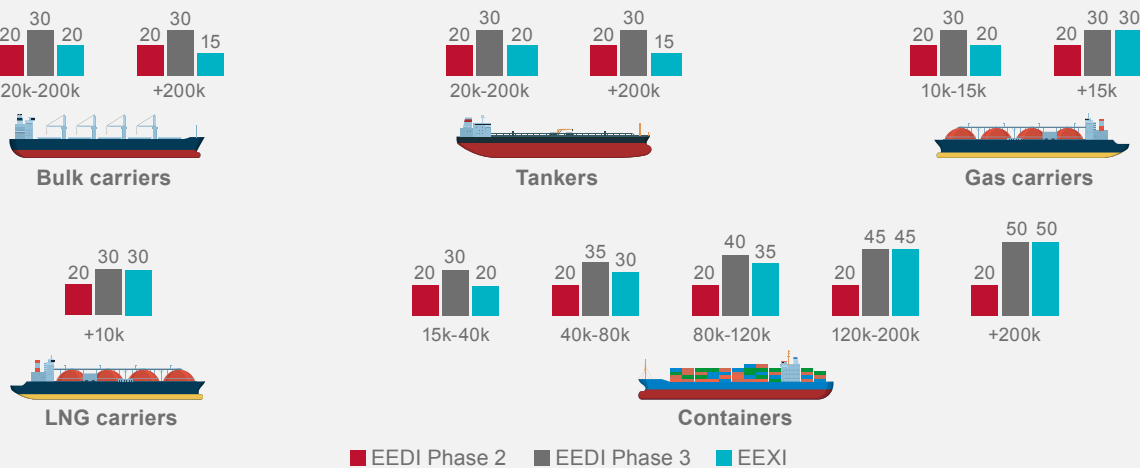 20 30 20
20 30 15
20k-200k
+200k
Bulk carriers
20 30 20
20 30 15
20k-200k
+200k
Tankers
20 30 20
20 30 30
10k-15k
+15k
Gas carriers
20 30 30
+10k
LNG carriers
20 30 20
20 35 30
20 40 35
20 45 45
20 50 50
15k-40k
40k-80k
80k-120k
120k-200k
+200k
Containers
EEDI Phase 2
EEDI Phase 3
EEXI